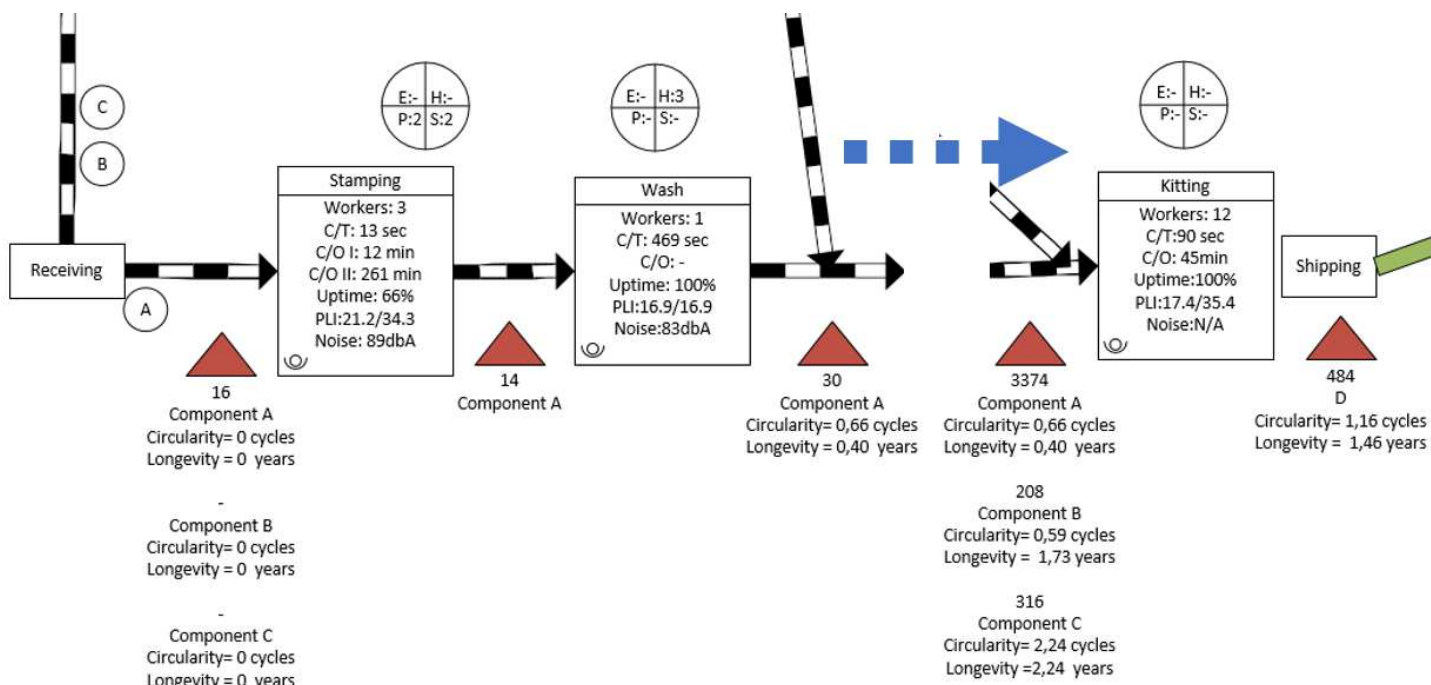 C
B
Receiving
A
E:- H:-
P:2 S:2
Stamping
Workers: 3
C/T: 13 sec
C/O I: 12 min
C/O II: 261 min
Uptime: 66%
PLI:21.2/34.3
Noise: 89dbA
E:- H:3
P:- S:-
Wash
Workers: 1
C/T: 469 sec
C/O: -
Uptime: 100%
PLI:16.9/16.9
Noise:83dbA
E:- H:-
P:- S:-
Kitting
Workers: 12
C/T:90 sec
C/O: 45min
Uptime:100%
PLI:17.4/35.4
Noise:N/A
Shipping
16
Component A
Circularity= 0 cycles
Longevity = 0 years
-
Component B
Circularity= 0 cycles
Longevity = 0 years
-
Component C
Circularity= 0 cycles
Longevity = 0 years
14
Component A
30
Component A
Circularity= 0,66 cycles
Longevity = 0,40 years
3374
Component A
Circularity= 0,66 cycles
Longevity = 0,40 years
208
Component B
Circularity= 0,59 cycles
Longevity = 1,73 years
316
Component C
Circularity= 2,24 cycles
Longevity =2,24 years
484
D
Circularity= 1,16 cycles
Longevity = 1,46 years